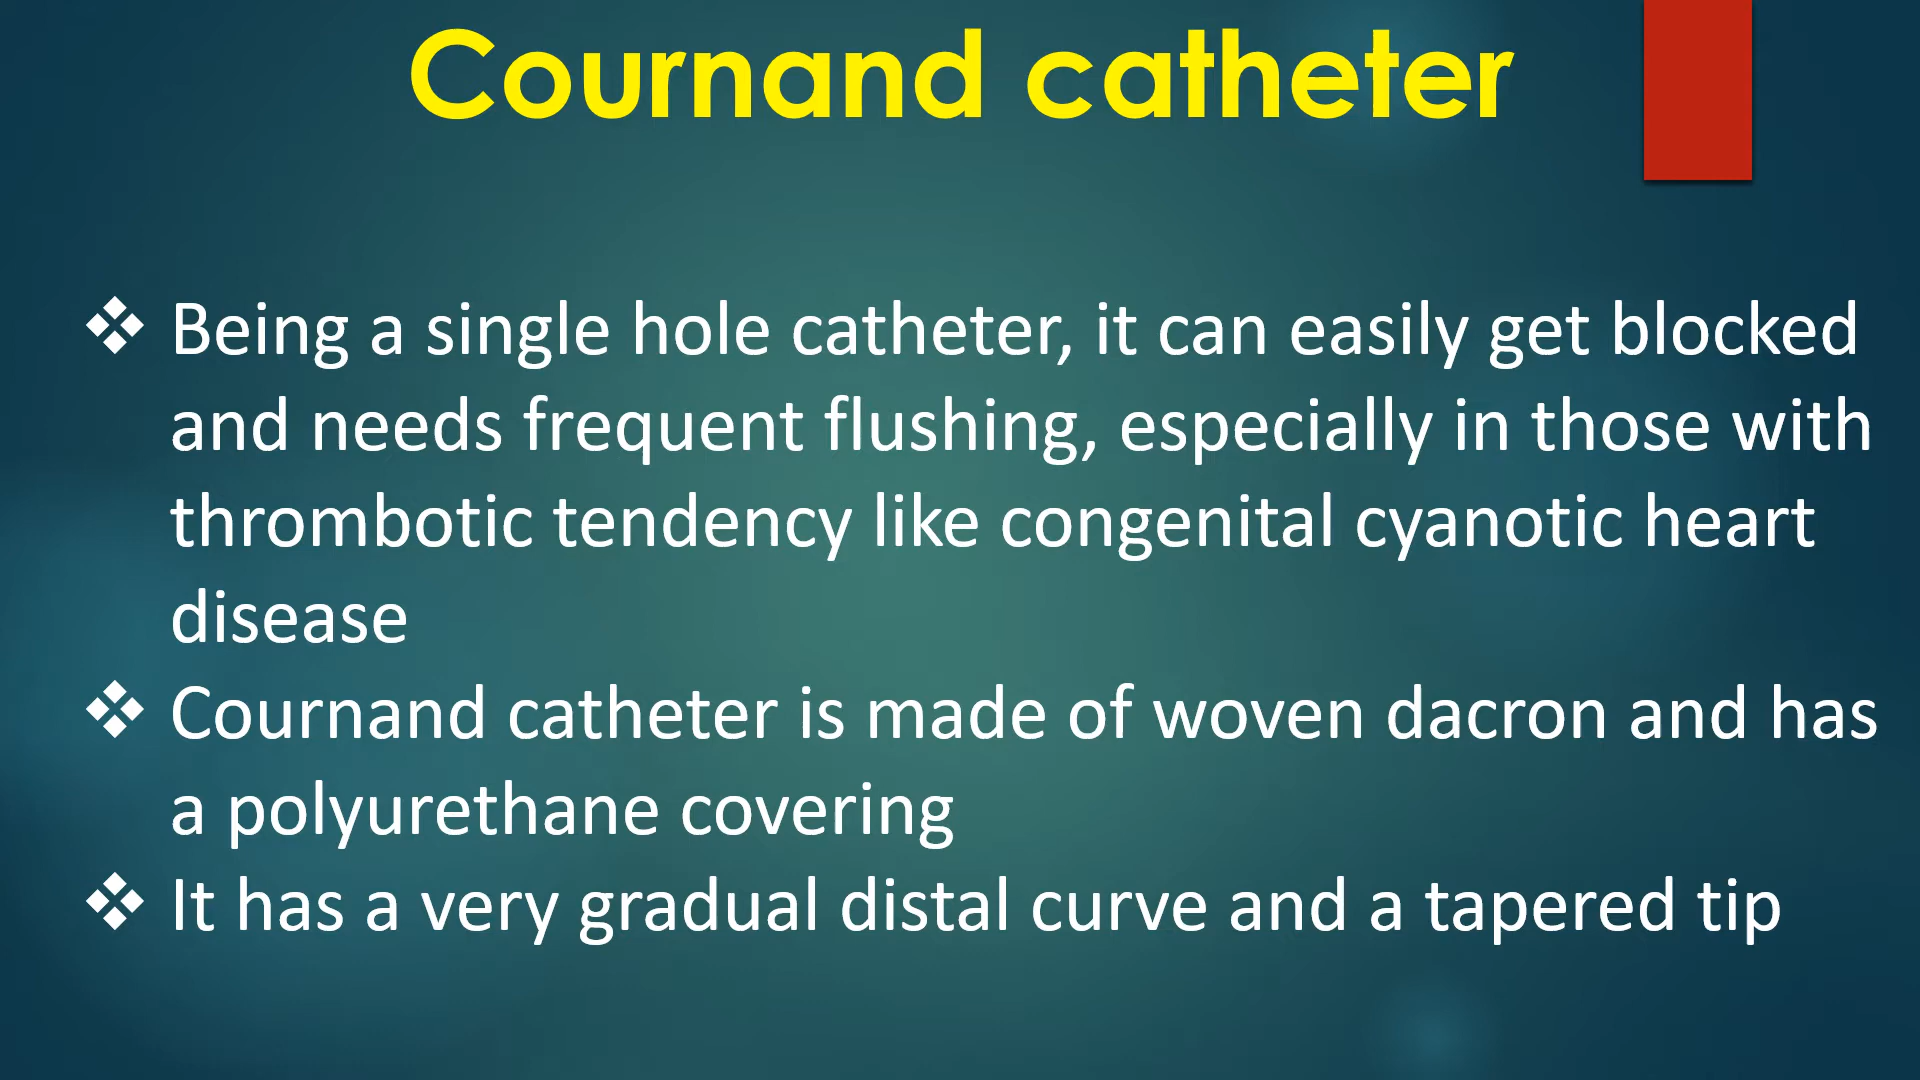 Cournand catheter
❖ Being a single hole catheter, it can easily get blocked
and needs frequent flushing, especially in those with
thrombotic tendency like congenital cyanotic heart
disease
❖ Cournand catheter is made of woven dacron and has
a polyurethane covering
❖ It has a very gradual distal curve and a tapered tip